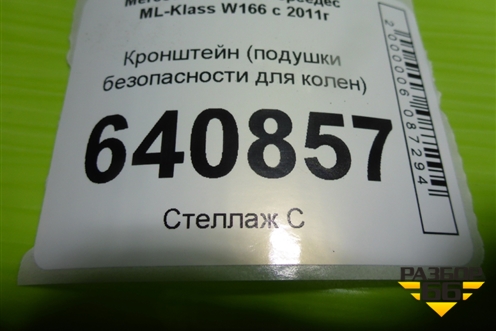 ML-Klass W166 с 2011г
Кронштейн (подушки
безопасности для колен)
640857
Стеллаж С
2000006087294
РАЗБОР
66